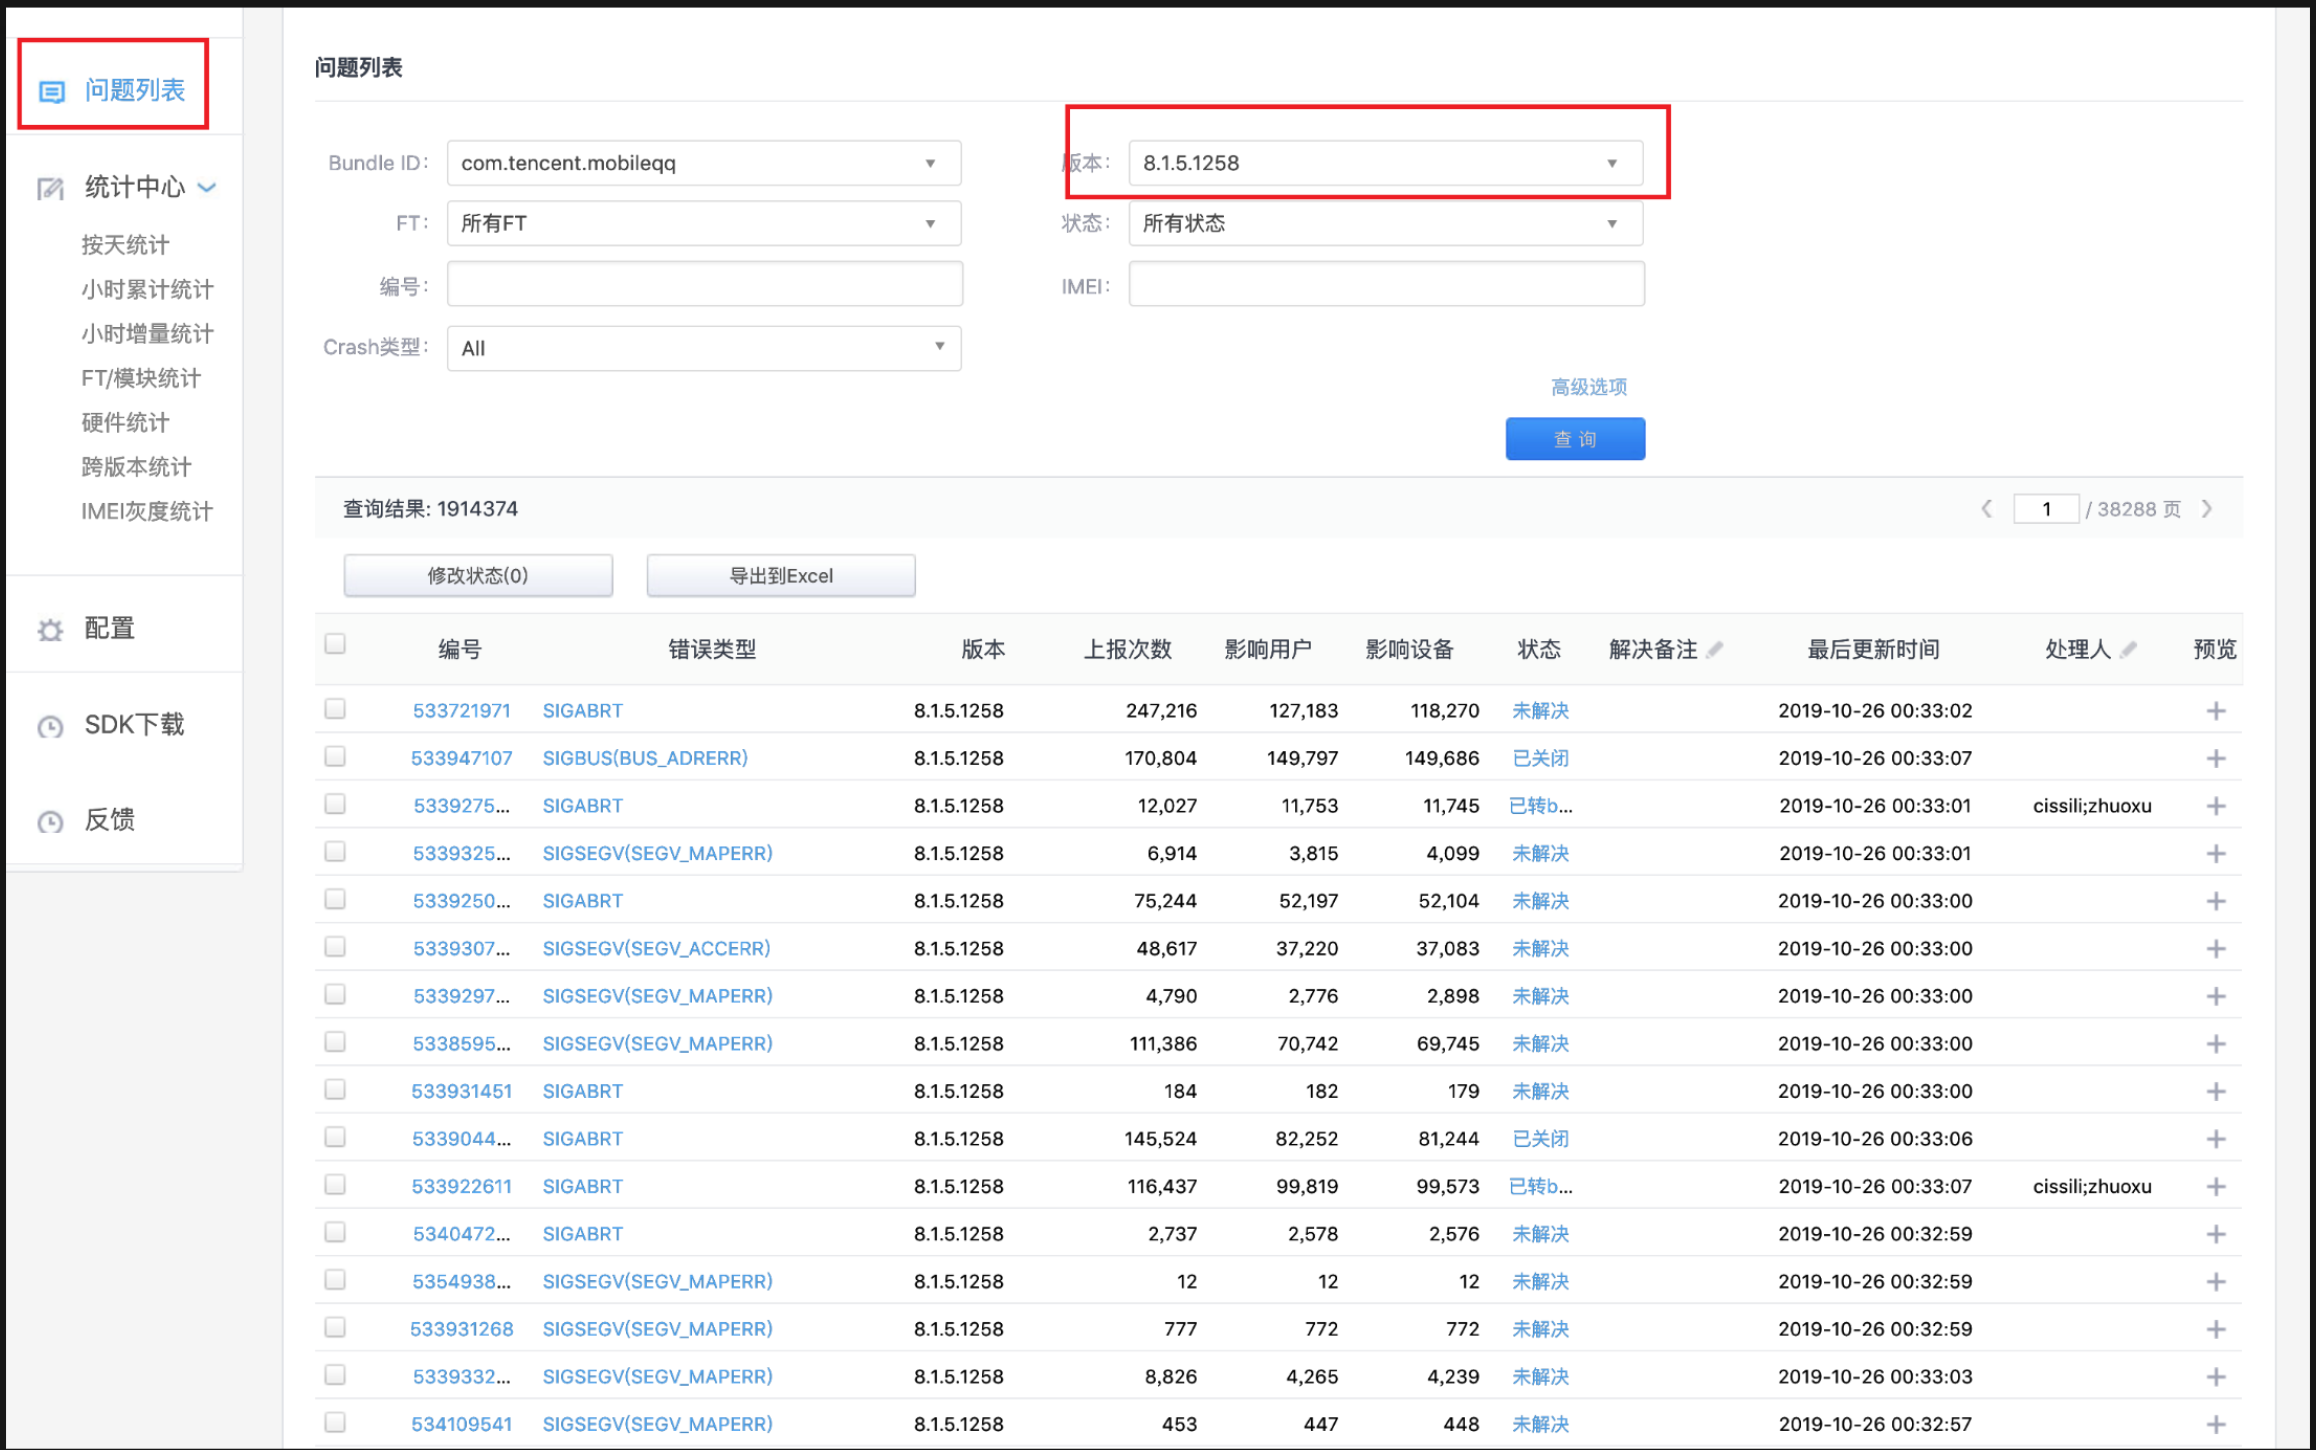 问题列表
统计中心
按天统计
小时累计统计
小时增量统计
FT/模块统计
硬件统计
跨版本统计
IMEI灰度统计
配置
SDK下载
反馈
问题列表
Bundle ID: com.tencent.mobileqq 版本: 8.1.5.1258
FT: 所有FT 状态: 所有状态
编号: IMEI:
Crash类型: All
高级选项
查 询
查询结果: 1914374 1 / 38288 页
修改状态(0) 导出到Excel
编号 错误类型 版本 上报次数 影响用户 影响设备 状态 解决备注 最后更新时间 处理人 预览
533721971 SIGABRT 8.1.5.1258 247,216 127,183 118,270 未解决 2019-10-26 00:33:02
533947107 SIGBUS(BUS_ADRERR) 8.1.5.1258 170,804 149,797 149,686 已关闭 2019-10-26 00:33:07
5339275... SIGABRT 8.1.5.1258 12,027 11,753 11,745 已转b... 2019-10-26 00:33:01 cissili;zhuoxu
5339325... SIGSEGV(SEGV_MAPERR) 8.1.5.1258 6,914 3,815 4,099 未解决 2019-10-26 00:33:01
5339250... SIGABRT 8.1.5.1258 75,244 52,197 52,104 未解决 2019-10-26 00:33:00
5339307... SIGSEGV(SEGV_ACCERR) 8.1.5.1258 48,617 37,220 37,083 未解决 2019-10-26 00:33:00
5339297... SIGSEGV(SEGV_MAPERR) 8.1.5.1258 4,790 2,776 2,898 未解决 2019-10-26 00:33:00
5338595... SIGSEGV(SEGV_MAPERR) 8.1.5.1258 111,386 70,742 69,745 未解决 2019-10-26 00:33:00
533931451 SIGABRT 8.1.5.1258 184 182 179 未解决 2019-10-26 00:33:00
5339044... SIGABRT 8.1.5.1258 145,524 82,252 81,244 已关闭 2019-10-26 00:33:06
533922611 SIGABRT 8.1.5.1258 116,437 99,819 99,573 已转b... 2019-10-26 00:33:07 cissili;zhuoxu
5340472... SIGABRT 8.1.5.1258 2,737 2,578 2,576 未解决 2019-10-26 00:32:59
5354938... SIGSEGV(SEGV_MAPERR) 8.1.5.1258 12 12 12 未解决 2019-10-26 00:32:59
533931268 SIGSEGV(SEGV_MAPERR) 8.1.5.1258 777 772 772 未解决 2019-10-26 00:32:59
5339332... SIGSEGV(SEGV_MAPERR) 8.1.5.1258 8,826 4,265 4,239 未解决 2019-10-26 00:33:03
534109541 SIGSEGV(SEGV_MAPERR) 8.1.5.1258 453 447 448 未解决 2019-10-26 00:32:57